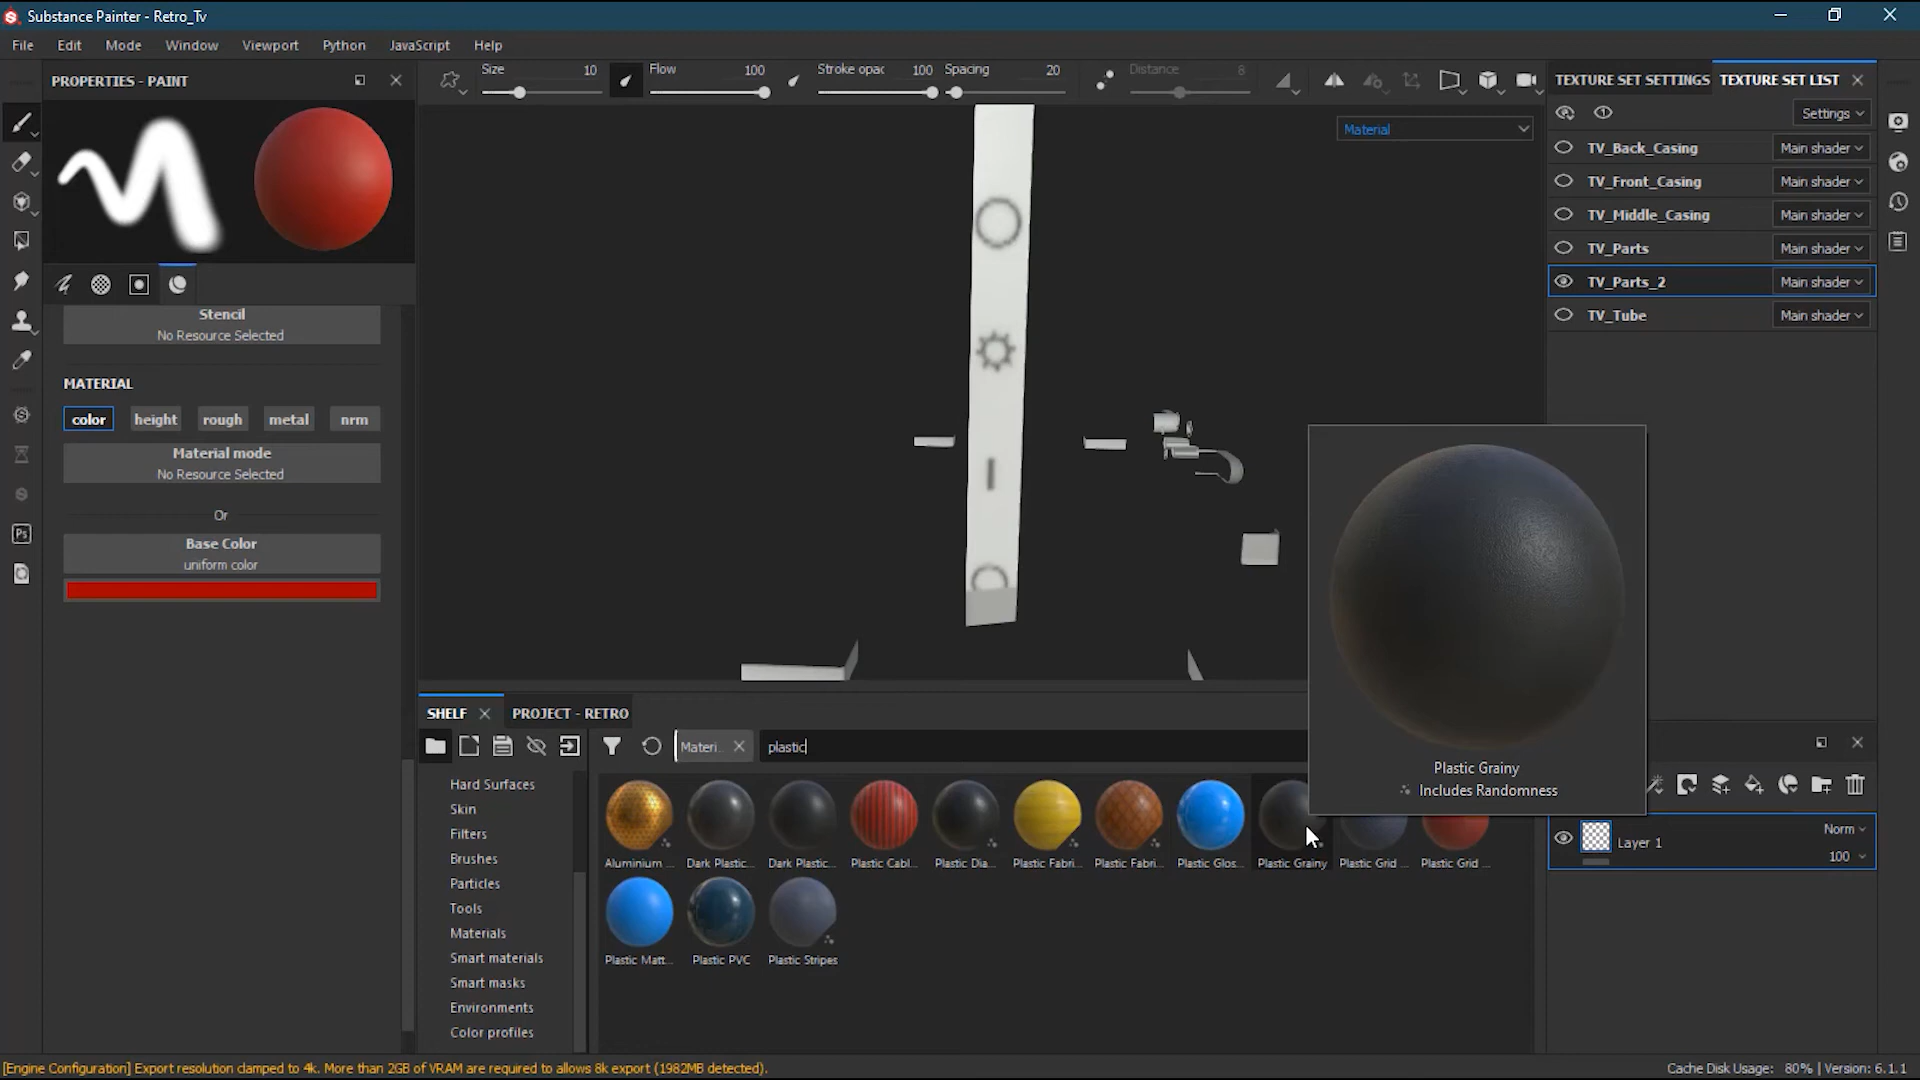 Substance Painter - Retro_Tv
File Edit Mode Window Viewport Python JavaScript Help
PROPERTIES - PAINT
Size 10 Flow 100 Stroke opac 100 Spacing 20 Distance 8
TEXTURE SET SETTINGS TEXTURE SET LIST
Settings
Material
TV_Back_Casing Main shader
TV_Front_Casing Main shader
TV_Middle_Casing Main shader
TV_Parts Main shader
TV_Parts_2 Main shader
TV_Tube Main shader
Stencil
No Resource Selected
MATERIAL
color height rough metal nrm
Material mode
No Resource Selected
Or
Base Color
uniform color
Ps
SHELF PROJECT - RETRO
Materi.. plastic
Hard Surfaces
Skin
Filters
Brushes
Particles
Tools
Materials
Smart materials
Smart masks
Environments
Color profiles
Aluminium ... Dark Plastic... Dark Plastic... Plastic Cabl... Plastic Dia... Plastic Fabri... Plastic Fabri... Plastic Glos... Plastic Grainy Plastic Grid ... Plastic Grid ...
Plastic Matt... Plastic PVC Plastic Stripes
Plastic Grainy
Includes Randomness
Layer 1 Norm
100
[Engine Configuration] Export resolution clamped to 4k. More than 2GB of VRAM are required to allows 8k export (1982MB detected).
Cache Disk Usage: 80% | Version: 6.1.1